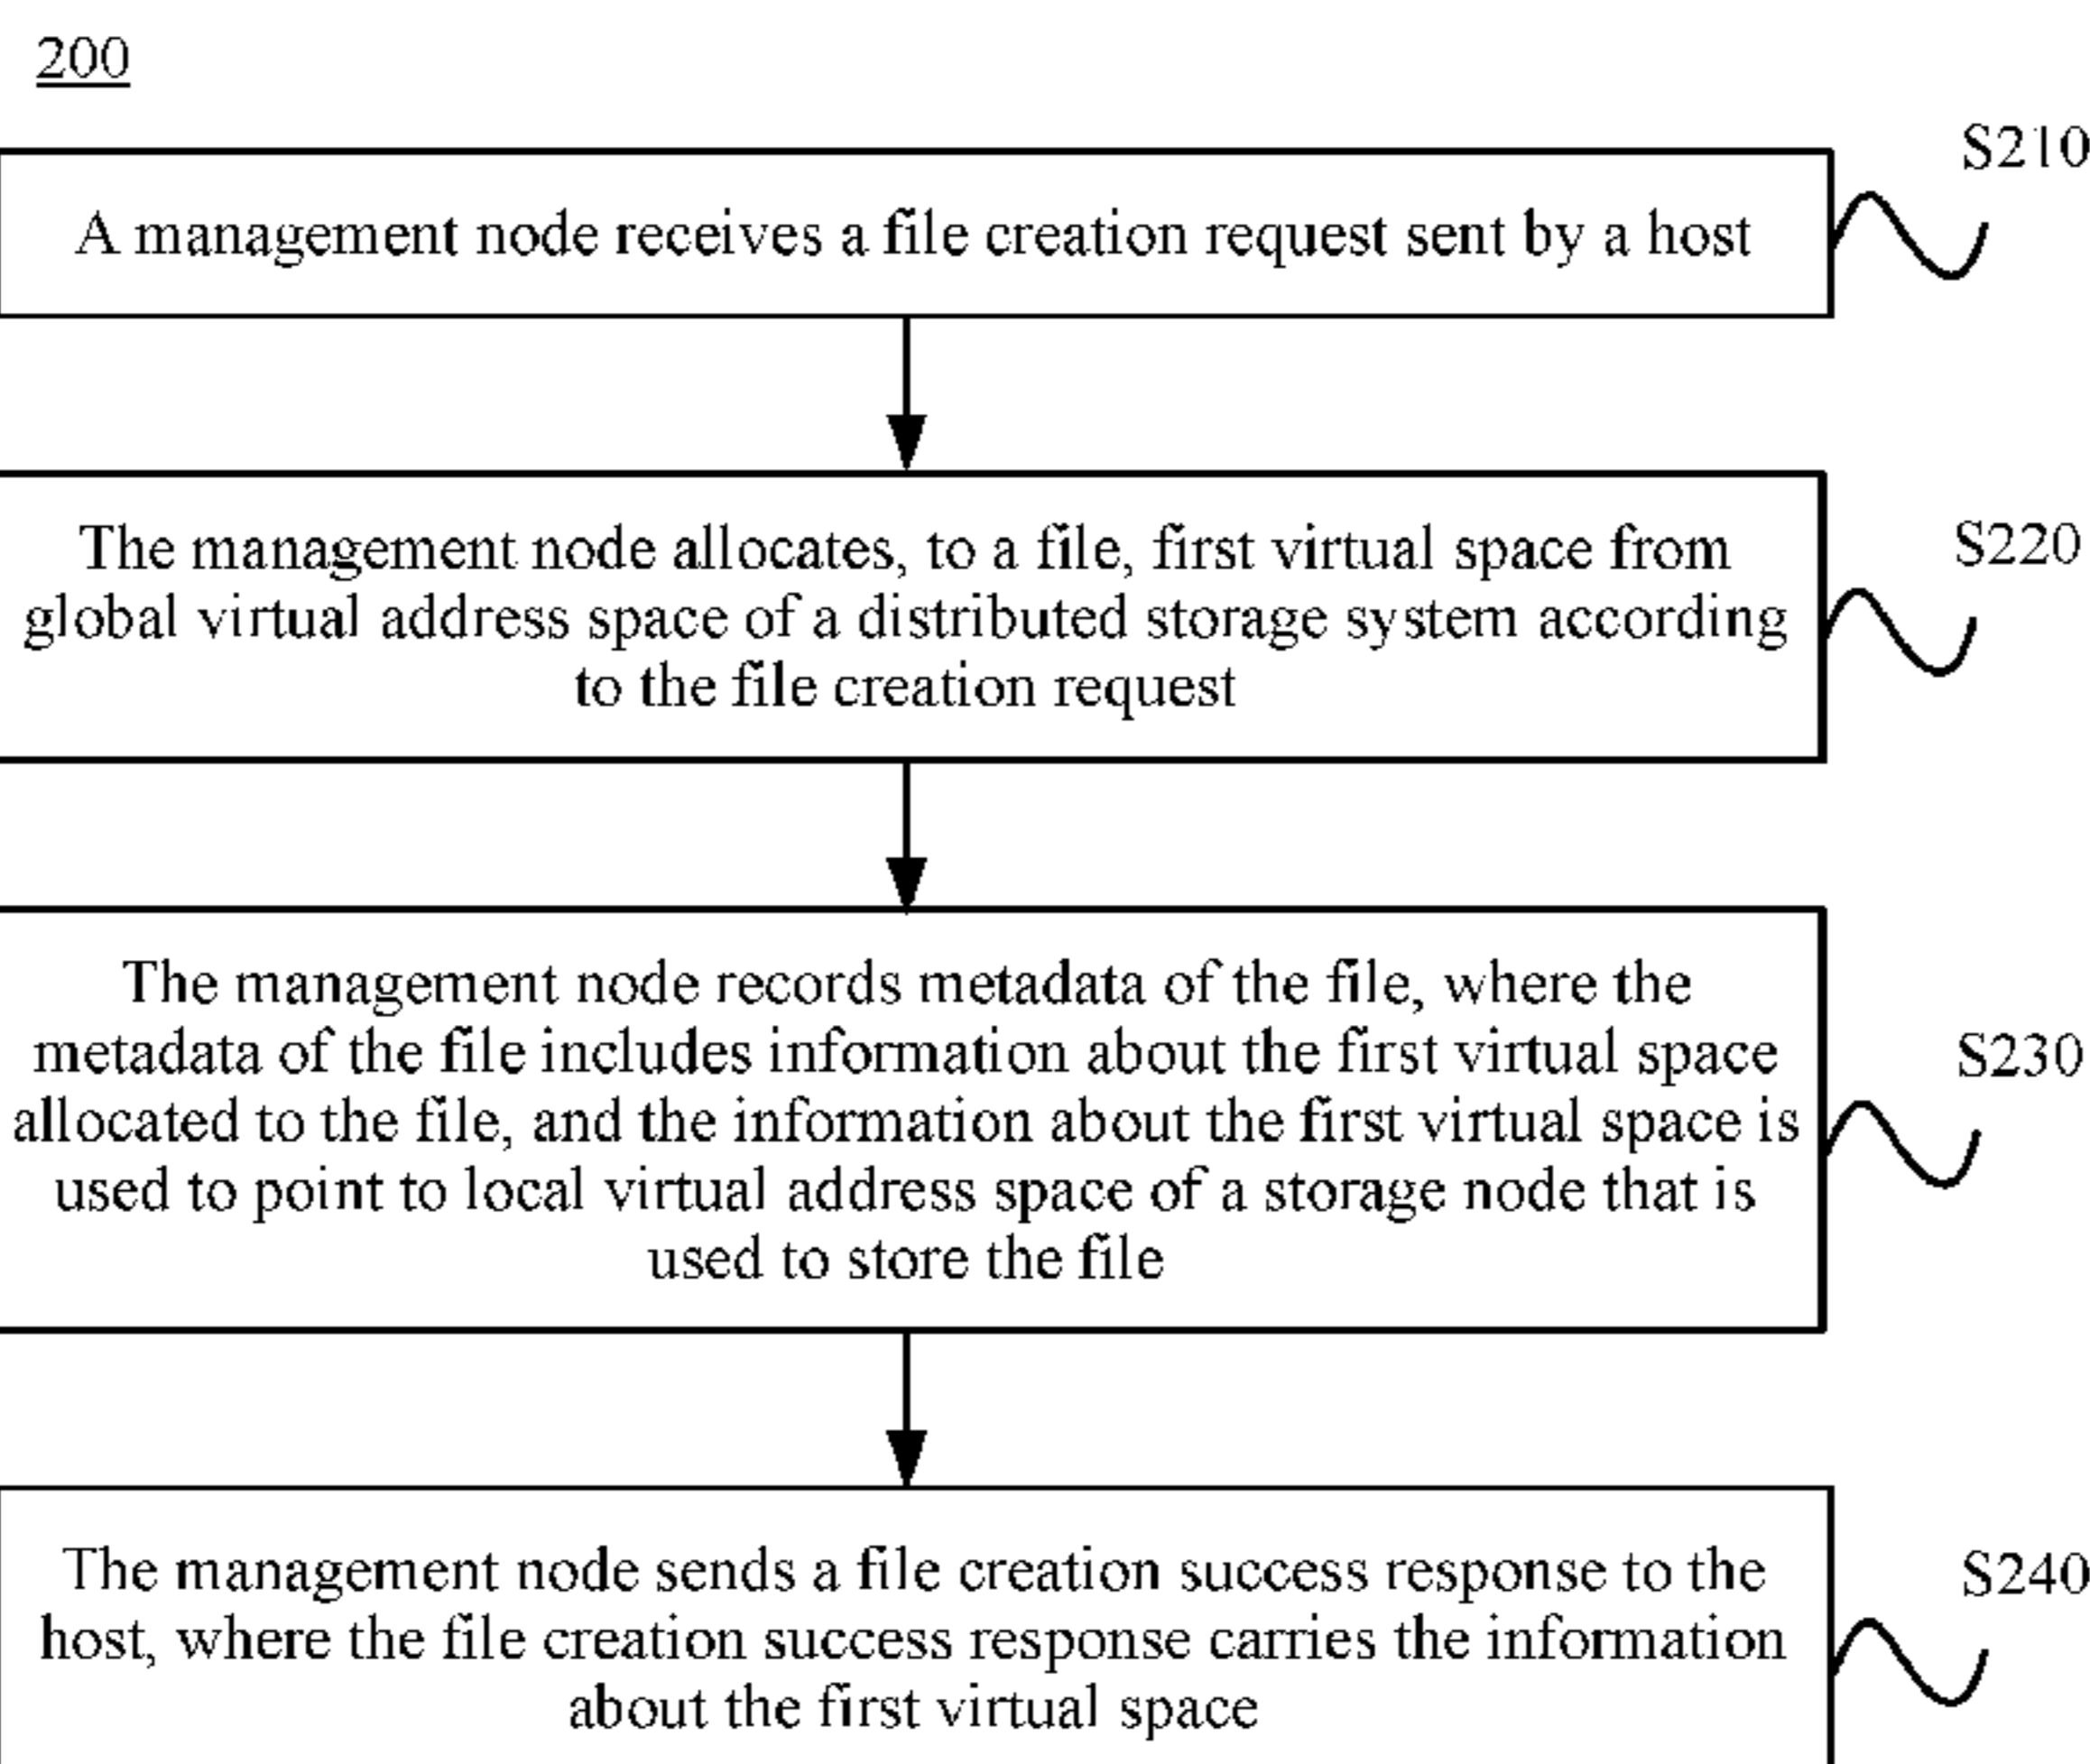 200
S210
A management node receives a file creation request sent by a host
S220
The management node allocates, to a file, first virtual space from
global virtual address space of a distributed storage system according
to the file creation request
The management node records metadata of the file, where the
metadata of the file includes information about the first virtual space
S230
allocated to the file, and the information about the first virtual space is
used to point to local virtual address space of a storage node that is
used to store the file
The management node sends a file creation success response to the
S240
host, where the file creation success response carries the information
about the first virtual space